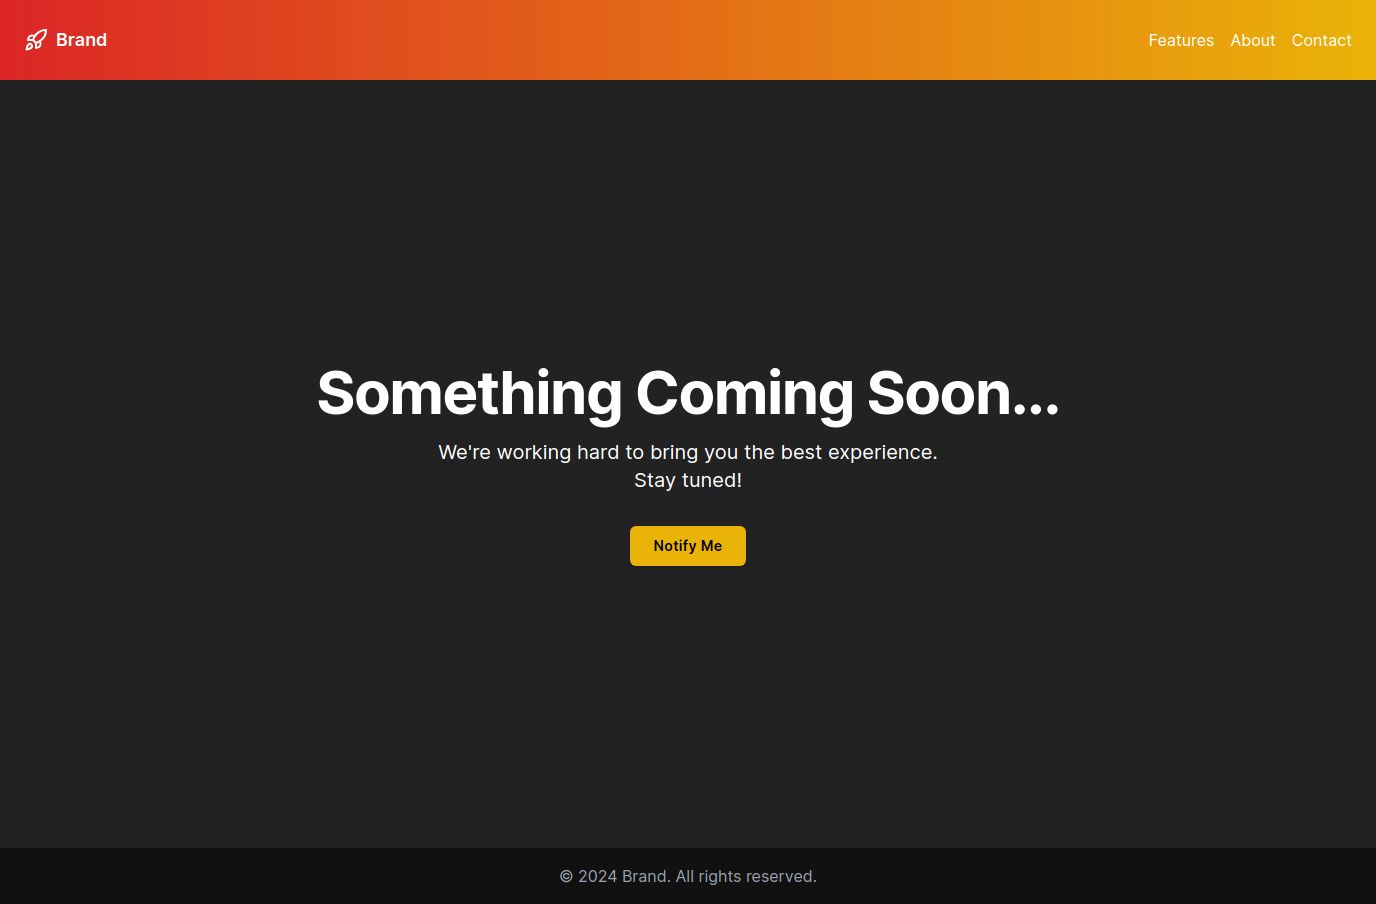 Brand
Features About Contact
Something Coming Soon...
We're working hard to bring you the best experience.
Stay tuned!
Notify Me
© 2024 Brand. All rights reserved.